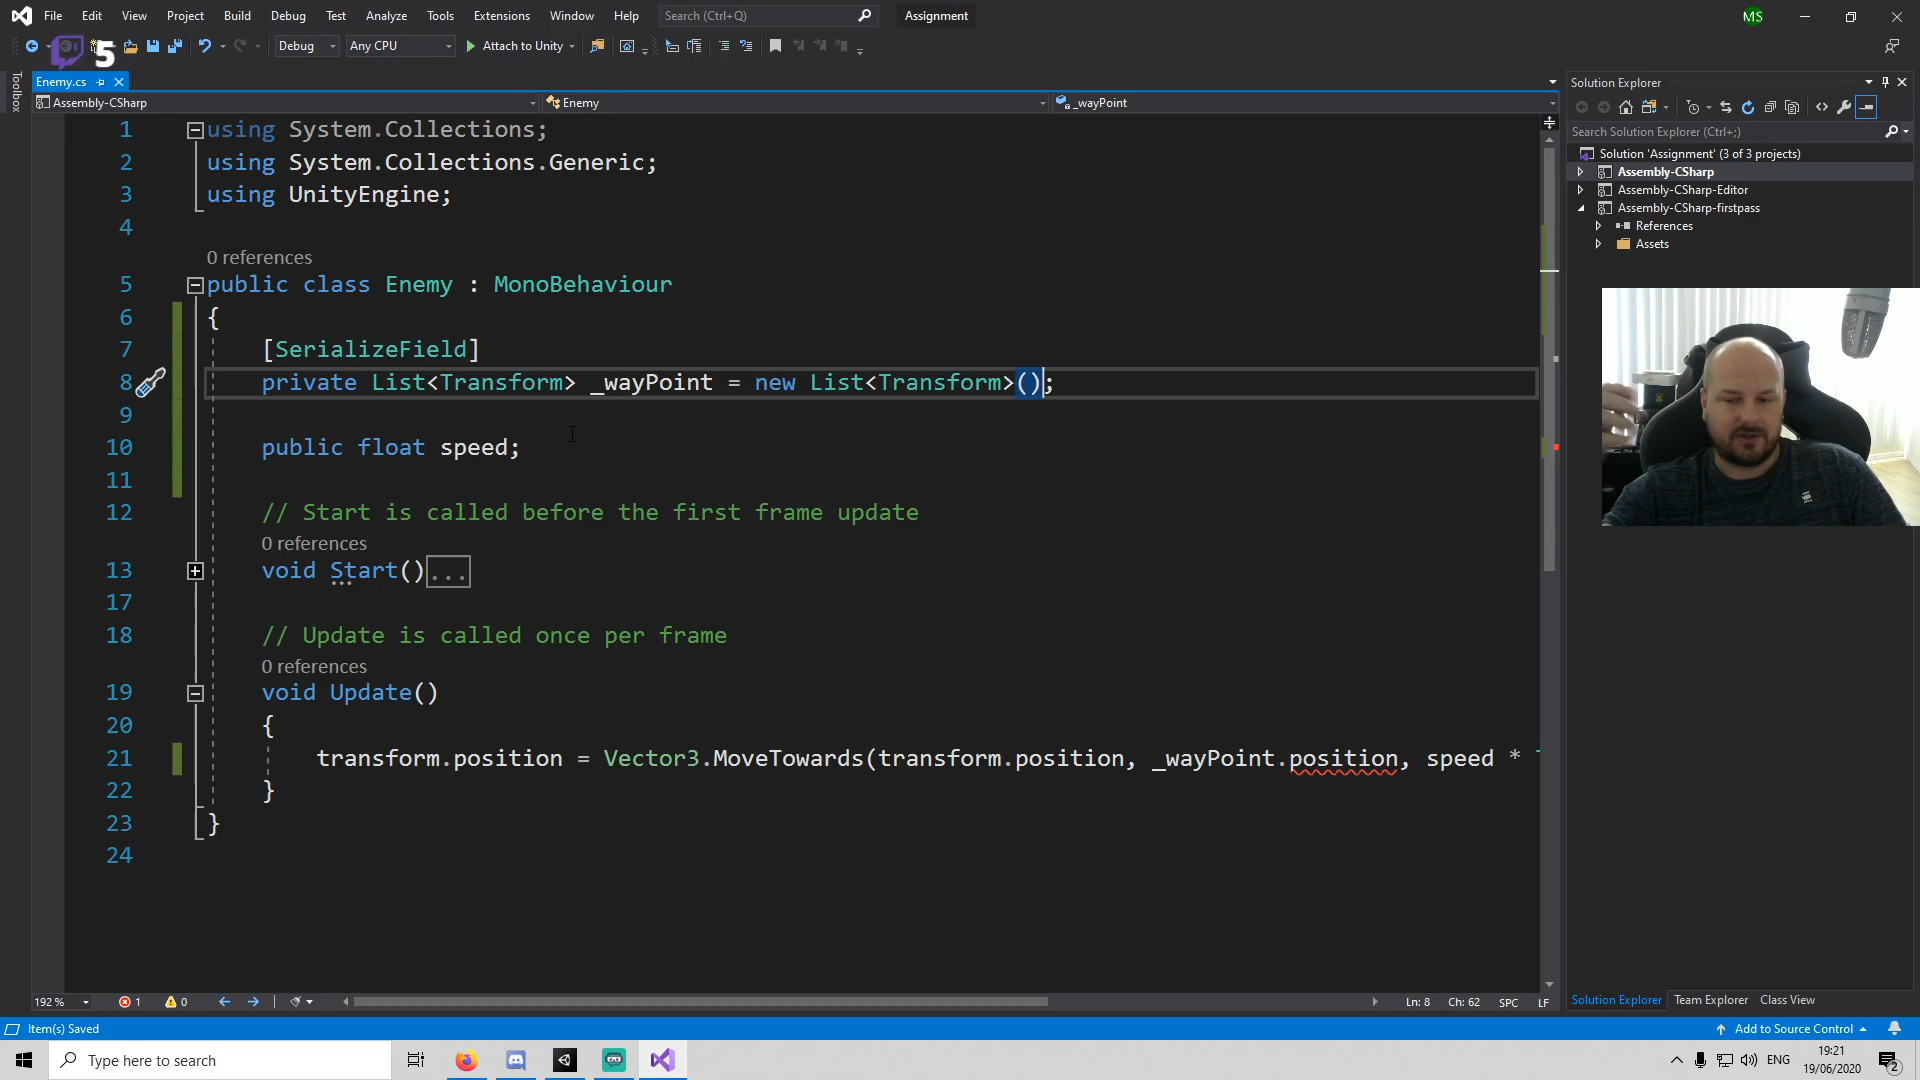 File Edit View Project Build Debug Test Analyze Tools Extensions Window Help Search (Ctrl+Q) Assignment MS
5 Debug Any CPU Attach to Unity
Toolbox
Enemy.cs
Assembly-CSharp Enemy _wayPoint
1 using System.Collections;
2 using System.Collections.Generic;
3 using UnityEngine;
4
0 references
5 public class Enemy : MonoBehaviour
6 {
7 [SerializeField]
8 private List<Transform> _wayPoint = new List<Transform>();
9
10 public float speed;
11
12 // Start is called before the first frame update
0 references
13 void Start()...
17
18 // Update is called once per frame
0 references
19 void Update()
20 {
21 transform.position = Vector3.MoveTowards(transform.position, _wayPoint.position, speed *
22 }
23 }
24
Solution Explorer
Search Solution Explorer (Ctrl+;)
Solution 'Assignment' (3 of 3 projects)
Assembly-CSharp
Assembly-CSharp-Editor
Assembly-CSharp-firstpass
References
Assets
192 % 1 0 Ln: 8 Ch: 62 SPC LF
Solution Explorer Team Explorer Class View
Item(s) Saved Add to Source Control
Type here to search ENG 19:21
19/06/2020 2